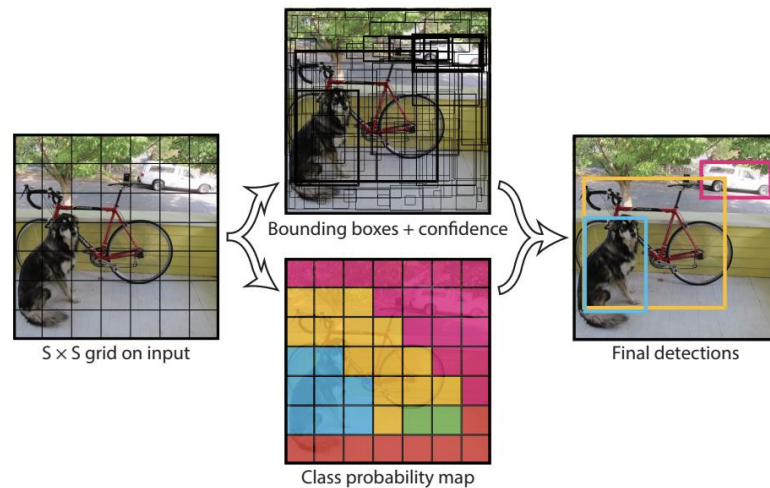 Bounding boxes + confidence
S × S grid on input
Final detections
Class probability map